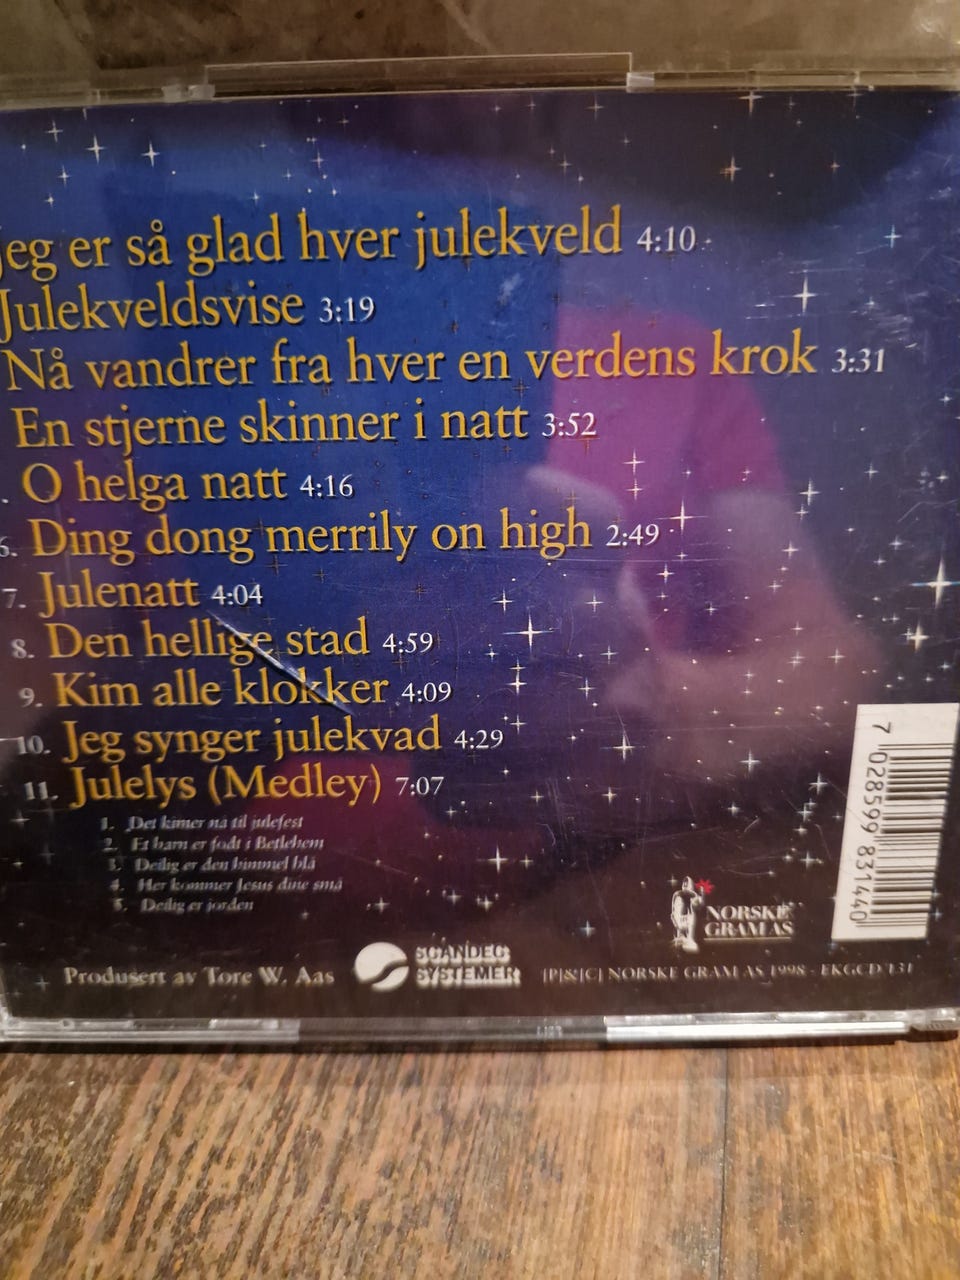 Jeg er så glad hver julekveld 4:10
Julekveldsvise 3:19
Nå vandrer fra hver en verdens krok 3:31
En stjerne skinner i natt 3:52
. O helga natt 4:16
6. Ding dong merrily on high 2:49
7. Julenatt 4:04
8. Den hellige stad 4:59
9. Kim alle klokker 4:09
10. Jeg synger julekvad 4:29
11. Julelys (Medley) 7:07
1. Det kimer nå til julefest
2. Et barn er født i Betlehem
3. Deilig er den himmel blå
4. Her kommer Jesus dine små
5. Deilig er jorden
Produsert av Tore W. Aas
SCANDEC
SYSTEMER
NORSKE
GRAM AS
[P]&[C] NORSKE GRAM AS 1998 - EKGCD 131
7 028599 831440